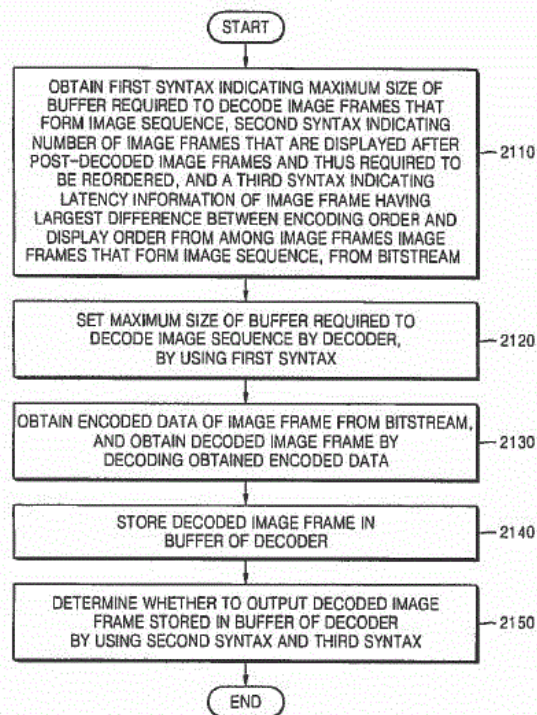 START
OBTAIN FIRST SYNTAX INDICATING MAXIMUM SIZE OF
BUFFER REQUIRED TO DECODE IMAGE FRAMES THAT
FORM IMAGE SEQUENCE, SECOND SYNTAX INDICATING
NUMBER OF IMAGE FRAMES THAT ARE DISPLAYED AFTER
POST-DECODED IMAGE FRAMES AND THUS REQUIRED TO
BE REORDERED, AND A THIRD SYNTAX INDICATING
LATENCY INFORMATION OF IMAGE FRAME HAVING
LARGEST DIFFERENCE BETWEEN ENCODING ORDER AND
DISPLAY ORDER FROM AMONG IMAGE FRAMES IMAGE
FRAMES THAT FORM IMAGE SEQUENCE, FROM BITSTREAM
2110
SET MAXIMUM SIZE OF BUFFER REQUIRED TO
DECODE IMAGE SEQUENCE BY DECODER,
BY USING FIRST SYNTAX
2120
OBTAIN ENCODED DATA OF IMAGE FRAME FROM BITSTREAM,
AND OBTAIN DECODED IMAGE FRAME BY
DECODING OBTAINED ENCODED DATA
2130
STORE DECODED IMAGE FRAME IN
BUFFER OF DECODER
2140
DETERMINE WHETHER TO OUTPUT DECODED IMAGE
FRAME STORED IN BUFFER OF DECODER
BY USING SECOND SYNTAX AND THIRD SYNTAX
2150
END